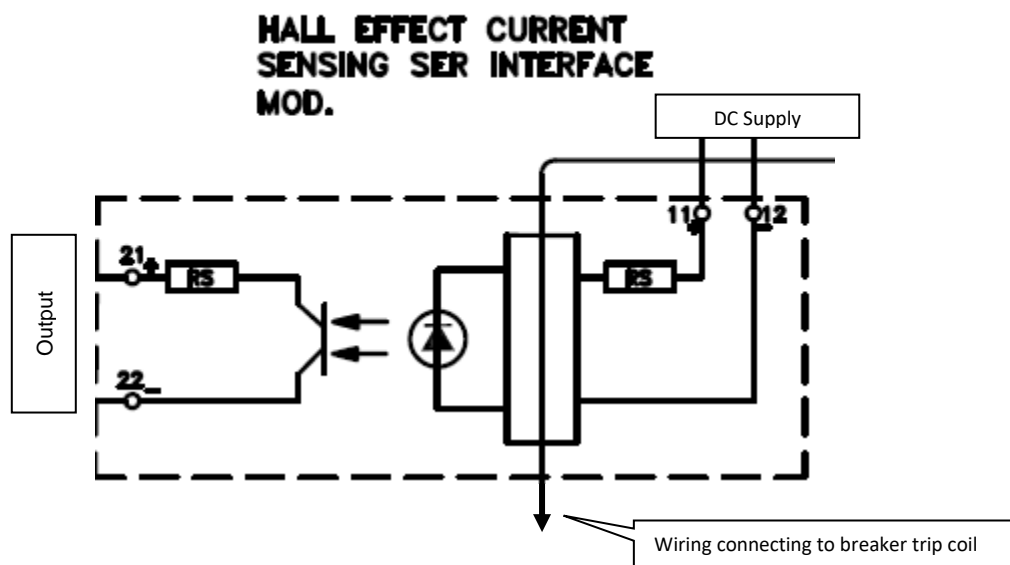 HALL EFFECT CURRENT
SENSING SER INTERFACE
MOD.
DC Supply
11 + 12 -
21 + RS RS
Output
22 -
Wiring connecting to breaker trip coil